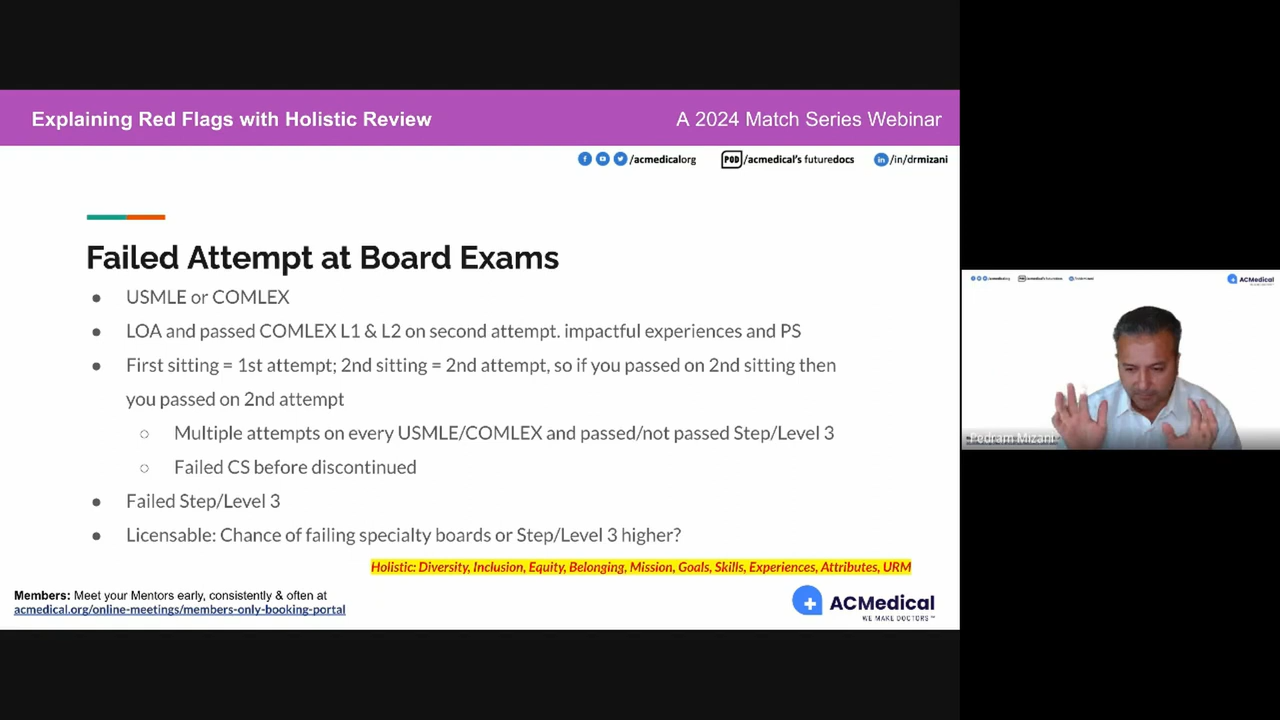 Explaining Red Flags with Holistic Review
A 2024 Match Series Webinar
/acmedicalorg
POD /acmedical's futuredocs
in /in/drmizani
Failed Attempt at Board Exams
● USMLE or COMLEX
● LOA and passed COMLEX L1 & L2 on second attempt. impactful experiences and PS
● First sitting = 1st attempt; 2nd sitting = 2nd attempt, so if you passed on 2nd sitting then
you passed on 2nd attempt
○ Multiple attempts on every USMLE/COMLEX and passed/not passed Step/Level 3
○ Failed CS before discontinued
● Failed Step/Level 3
● Licensable: Chance of failing specialty boards or Step/Level 3 higher?
Holistic: Diversity, Inclusion, Equity, Belonging, Mission, Goals, Skills, Experiences, Attributes, URM
Members: Meet your Mentors early, consistently & often at
acmedical.org/online-meetings/members-only-booking-portal
ACMedical
WE MAKE DOCTORS™
ACMedical
Pedram Mizani